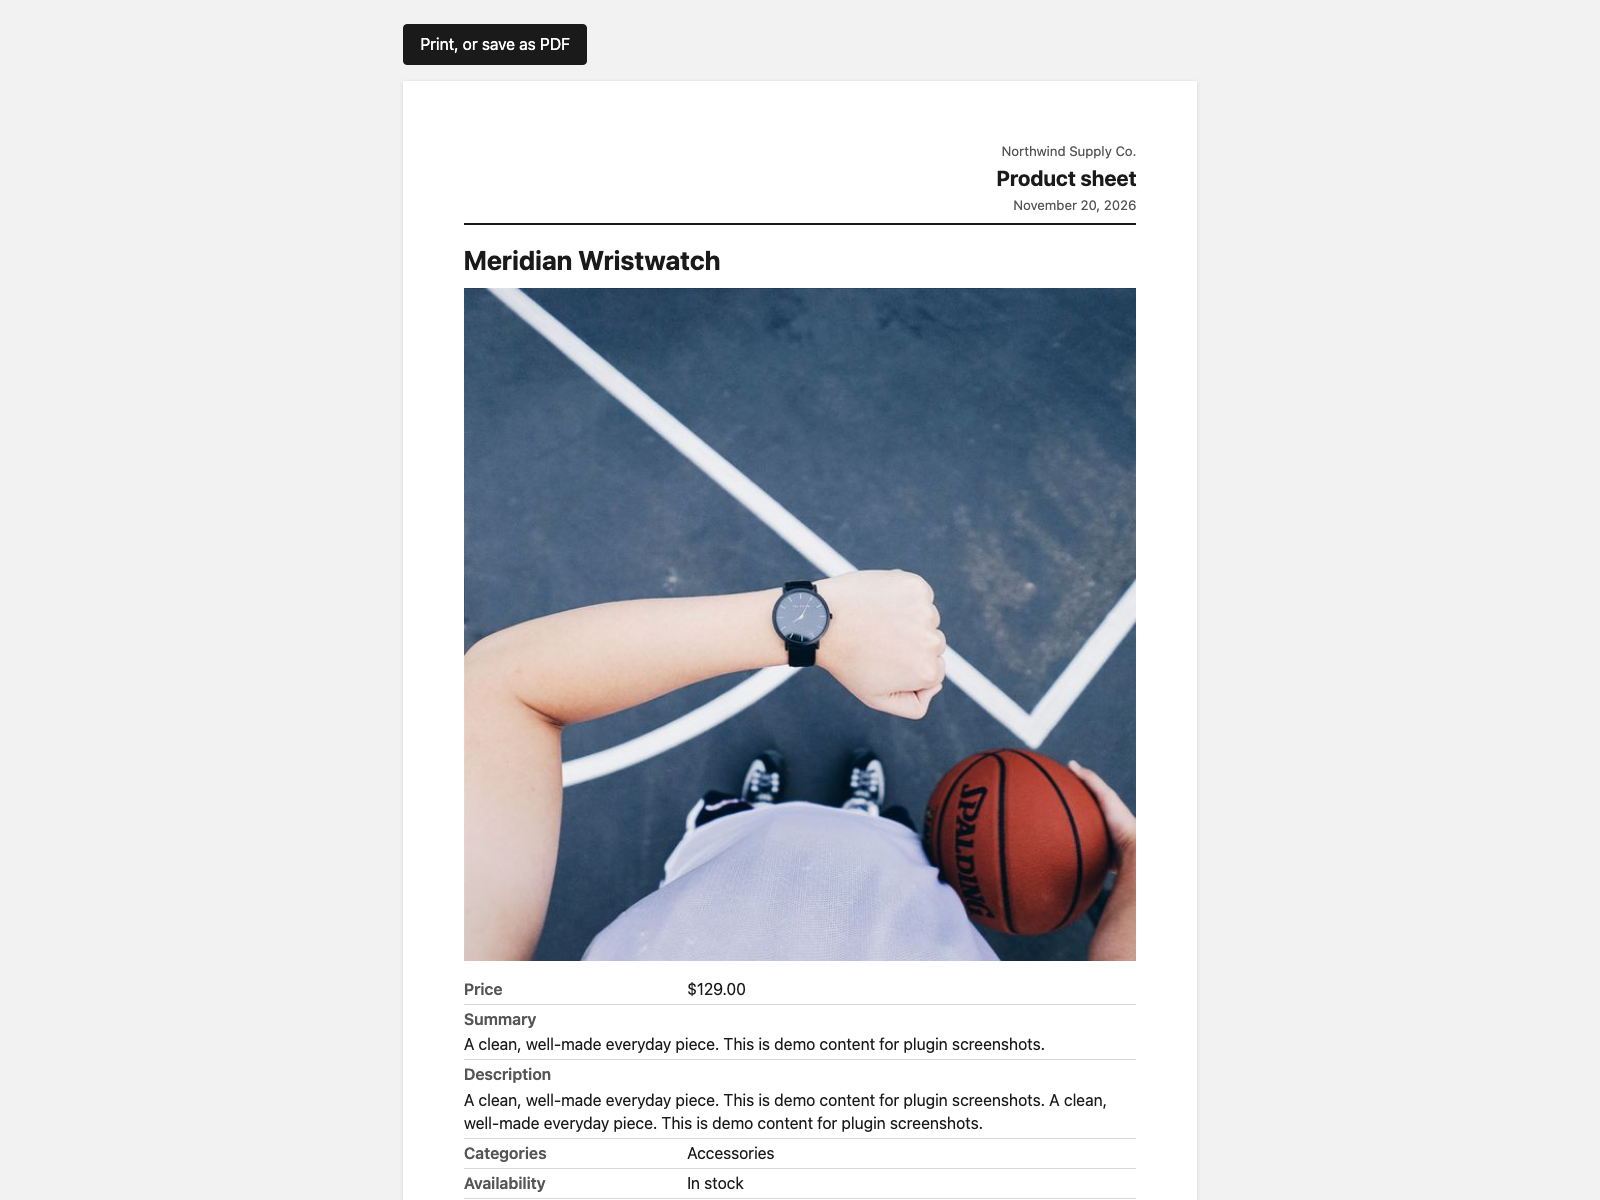 Print, or save as PDF
Northwind Supply Co.
Product sheet
November 20, 2026
Meridian Wristwatch
SPALDING
Price $129.00
Summary
A clean, well-made everyday piece. This is demo content for plugin screenshots.
Description
A clean, well-made everyday piece. This is demo content for plugin screenshots. A clean,
well-made everyday piece. This is demo content for plugin screenshots.
Categories Accessories
Availability In stock